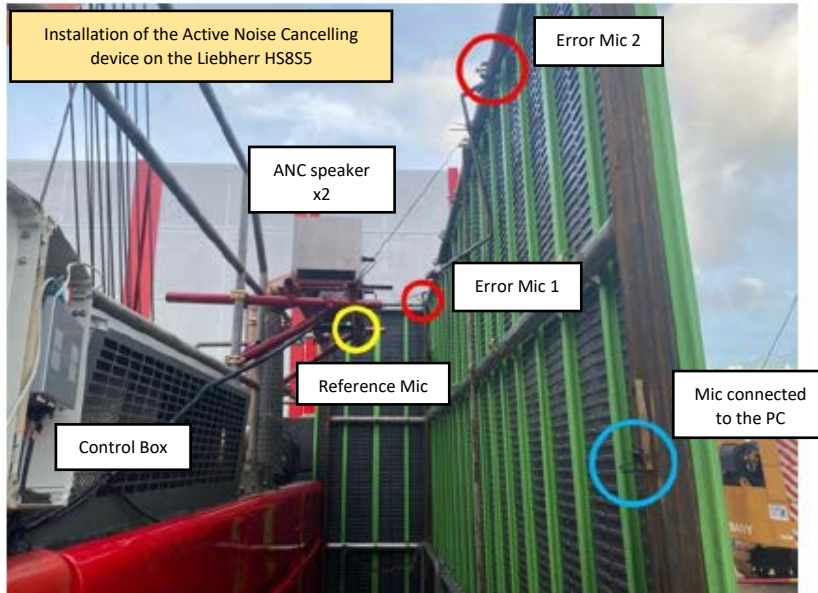 Installation of the Active Noise Cancelling
device on the Liebherr HS8S5
Error Mic 2
ANC speaker
x2
Error Mic 1
Reference Mic
Mic connected
to the PC
Control Box